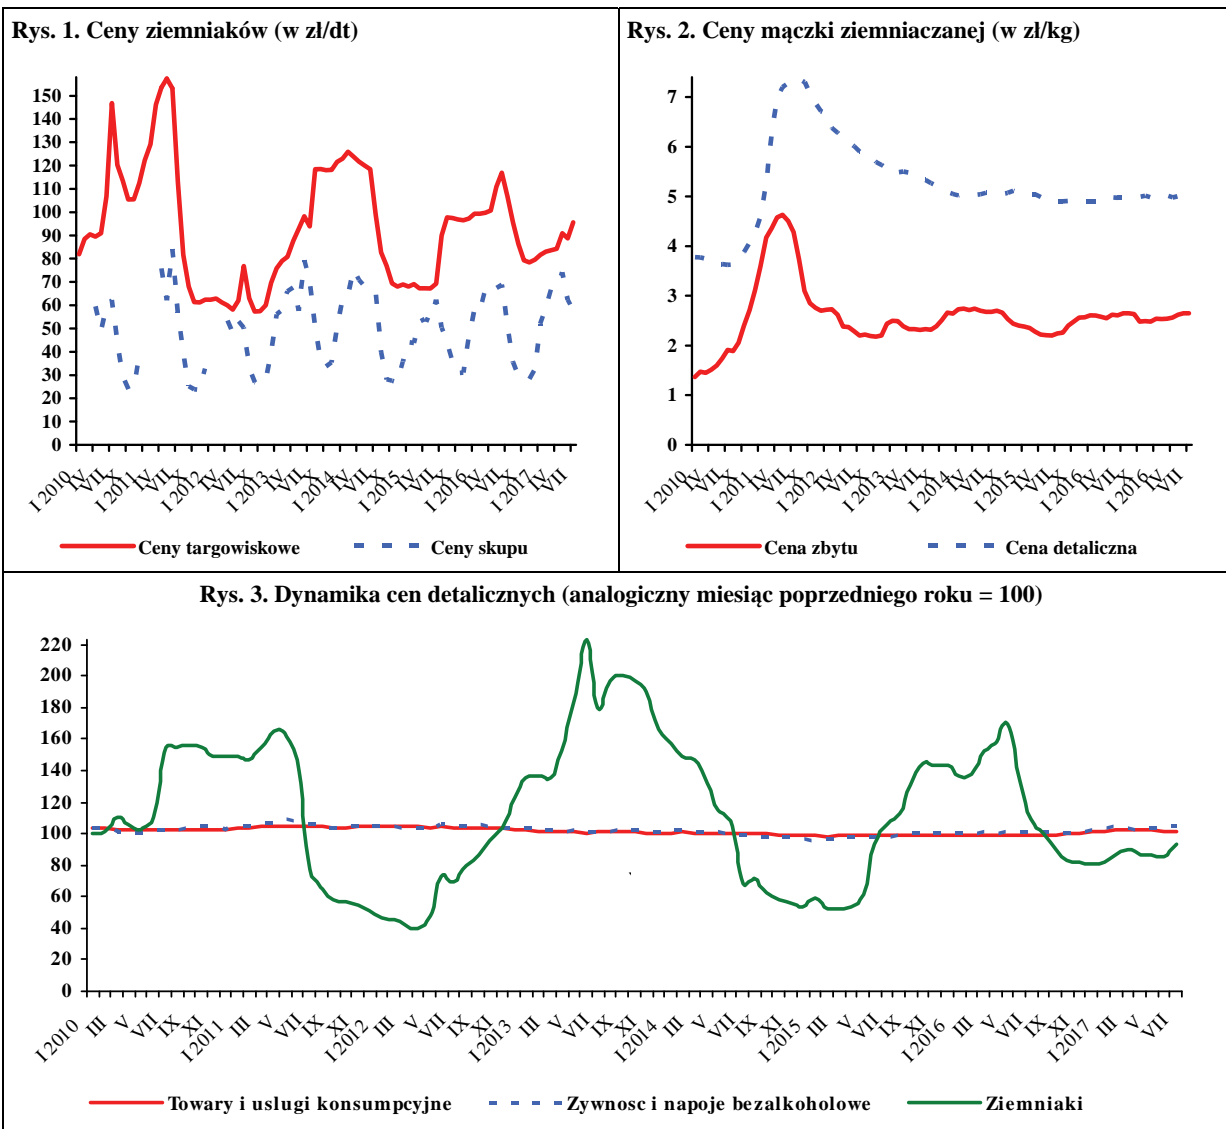 Rys. 1. Ceny ziemniaków (w zł/dt)
150
140
130
120
110
100
90
80
70
60
50
40
30
20
10
0
I 2010
IV
VII
X
I 2011
IV
VII
X
I 2012
IV
VII
X
I 2013
IV
VII
X
I 2014
IV
VII
X
I 2015
IV
VII
X
I 2016
IV
VII
X
I 2017
IV
VII
Ceny targowiskowe
Ceny skupu
Rys. 2. Ceny mączki ziemniaczanej (w zł/kg)
7
6
5
4
3
2
1
0
I 2010
IV
VII
X
I 2011
IV
VII
X
I 2012
IV
VII
X
I 2013
IV
VII
X
I 2014
IV
VII
X
I 2015
IV
VII
X
I 2016
IV
VII
X
I 2016
IV
VII
Cena zbytu
Cena detaliczna
Rys. 3. Dynamika cen detalicznych (analogiczny miesiąc poprzedniego roku = 100)
220
200
180
160
140
120
100
80
60
40
20
0
I 2010
III
V
VII
IX
XI
I 2011
III
V
VII
IX
I 2012
III
V
VII
IX
XI
I 2013
III
V
VII
IX
XI
I 2014
III
V
VII
IX
XI
I 2015
III
V
VII
IX
XI
I 2016
III
V
VII
IX
I 2017
III
V
VII
Towary i uslugi konsumpcyjne
Zywnosc i napoje bezalkoholowe
Ziemniaki